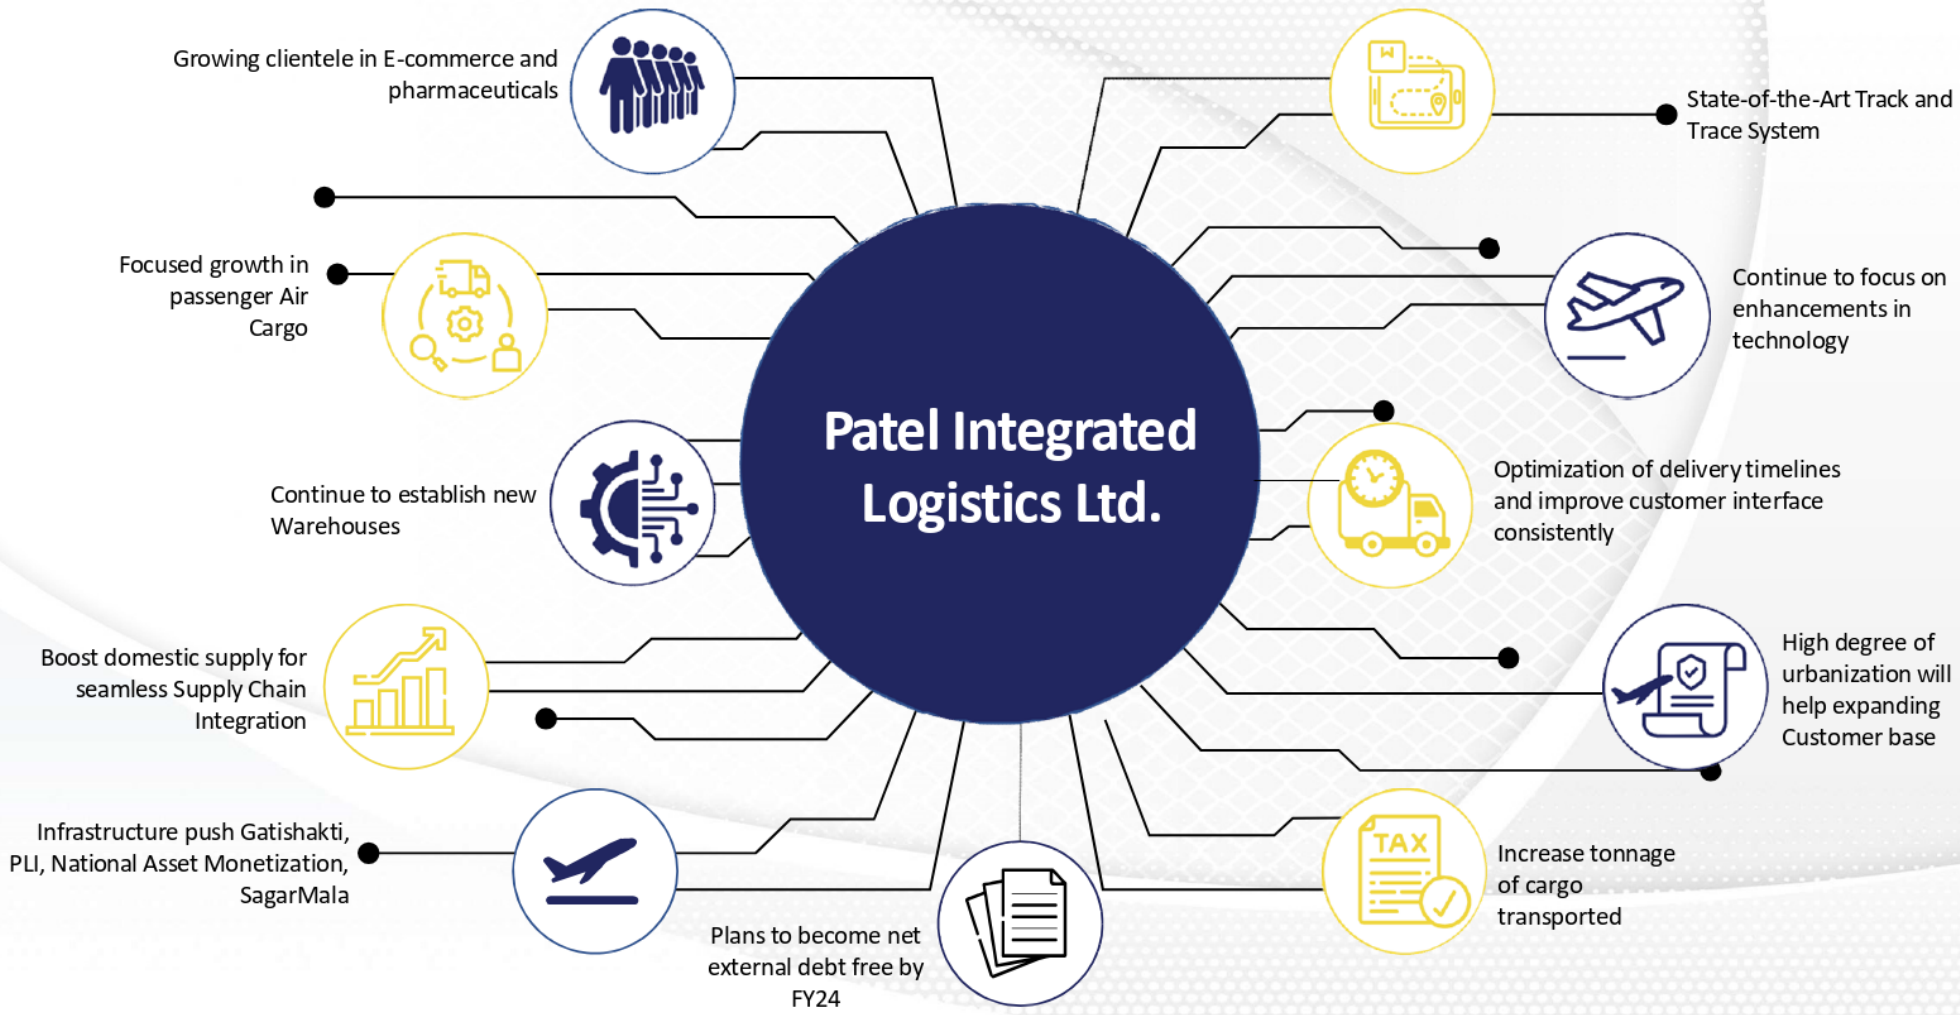 Growing clientele in E-commerce and
pharmaceuticals
State-of-the-Art Track and
Trace System
Focused growth in
passenger Air
Cargo
Continue to focus on
enhancements in
technology
Patel Integrated
Logistics Ltd.
Continue to establish new
Warehouses
Optimization of delivery timelines
and improve customer interface
consistently
Boost domestic supply for
seamless Supply Chain
Integration
High degree of
urbanization will
help expanding
Customer base
Infrastructure push Gatishakti,
PLI, National Asset Monetization,
SagarMala
TAX
Increase tonnage
of cargo
transported
Plans to become net
external debt free by
FY24